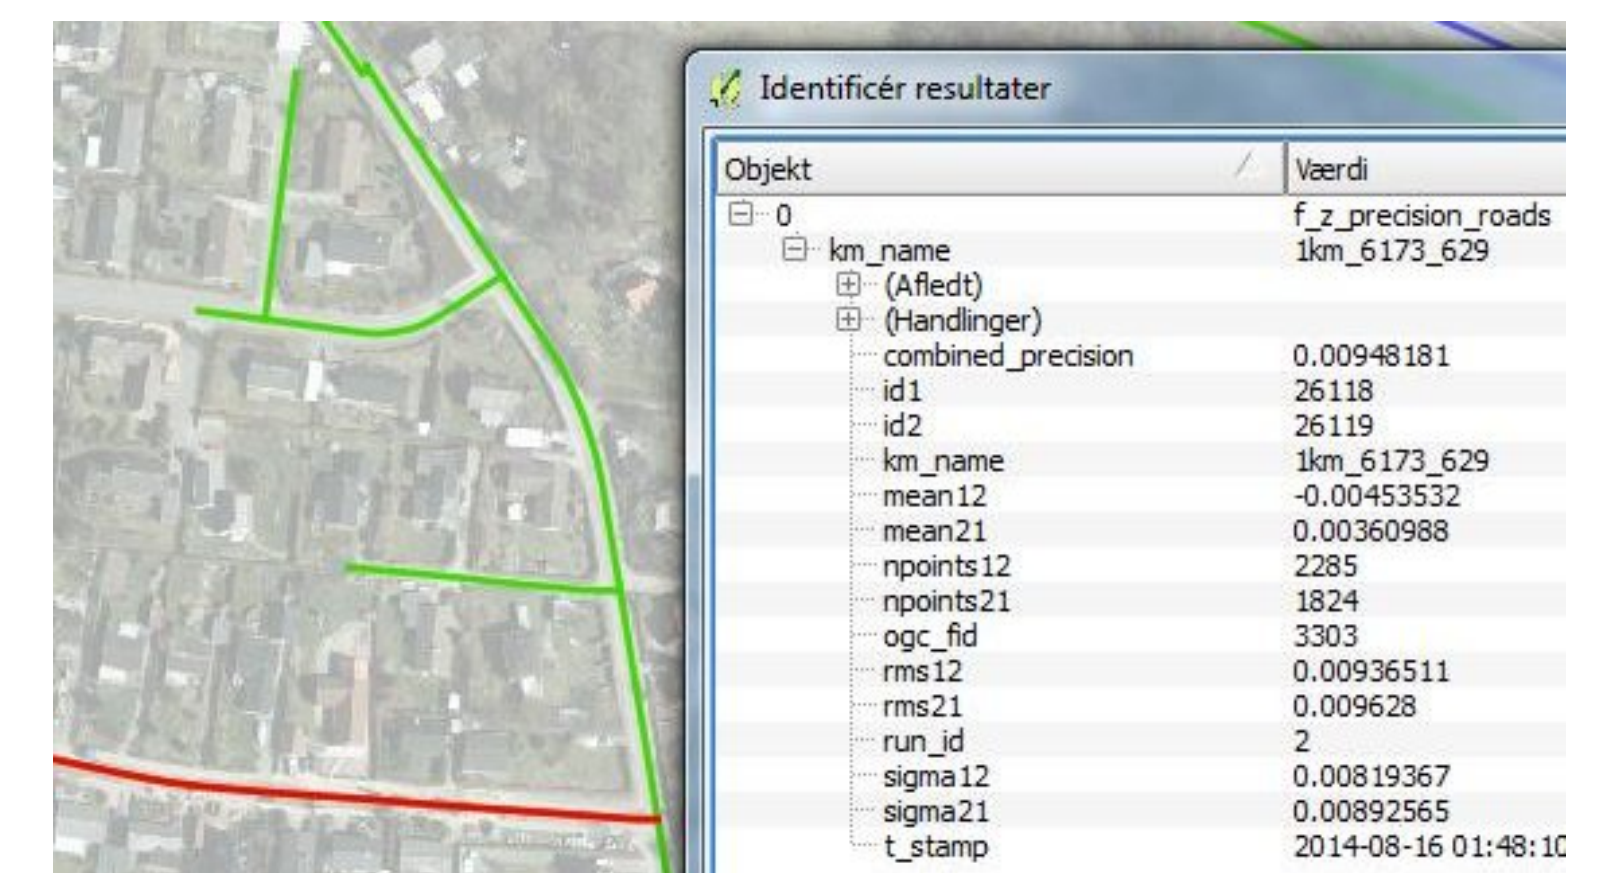 Identificér resultater
Objekt Værdi
0 f_z_precision_roads
km_name 1km_6173_629
(Afledt)
(Handlinger)
combined_precision 0.00948181
id1 26118
id2 26119
km_name 1km_6173_629
mean12 -0.00453532
mean21 0.00360988
npoints12 2285
npoints21 1824
ogc_fid 3303
rms12 0.00936511
rms21 0.009628
run_id 2
sigma12 0.00819367
sigma21 0.00892565
t_stamp 2014-08-16 01:48:10